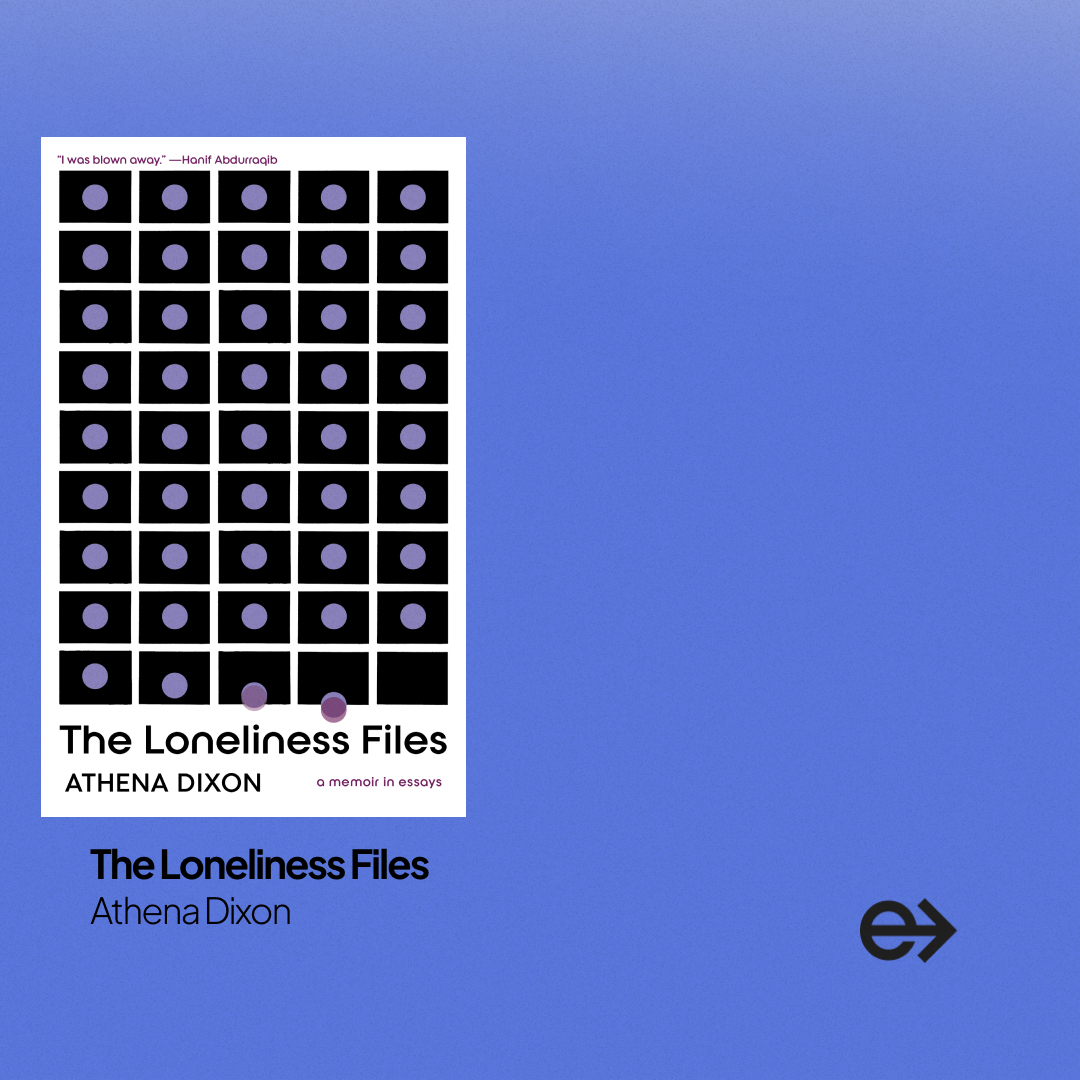 "I was blown away." —Hanif Abdurraqib
The Loneliness Files
ATHENA DIXON
a memoir in essays
The Loneliness Files
Athena Dixon
e→